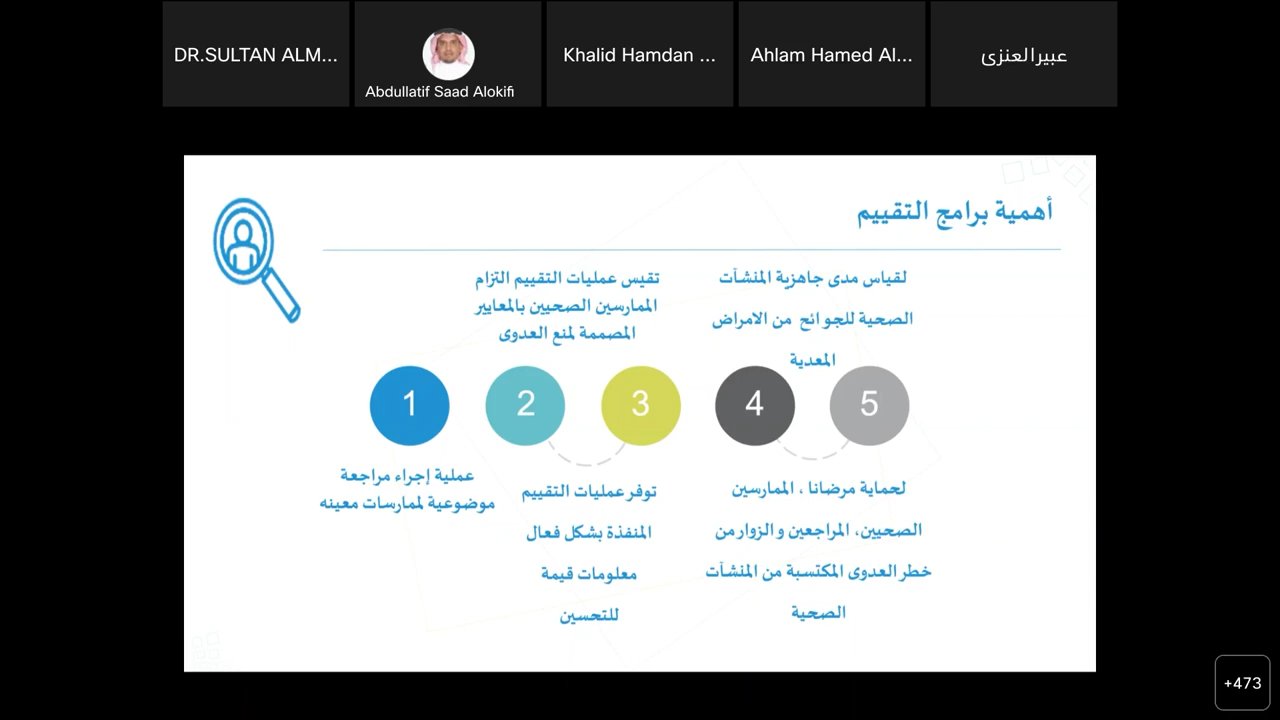 DR.SULTAN ALM...
Abdullatif Saad Alokifi
Khalid Hamdan ...
Ahlam Hamed Al...
عبيرالعنزى
أهمية برامج التقييم
لقياس مدى جاهزية المنشآت
الصحية للجوائح من الامراض
المعدية
تقيس عمليات التقييم التزام
الممارسين الصحيين بالمعايير
المصممة لمنع العدوى
1
2
3
4
5
عملية إجراء مراجعة
موضوعية لممارسات معينه
توفر عمليات التقييم
المنفذة بشكل فعال
معلومات قيمة
للتحسين
لحماية مرضانا ، الممارسين
الصحيين، المراجعين و الزوار من
خطر العدوى المكتسبة من المنشآت
الصحية
+473